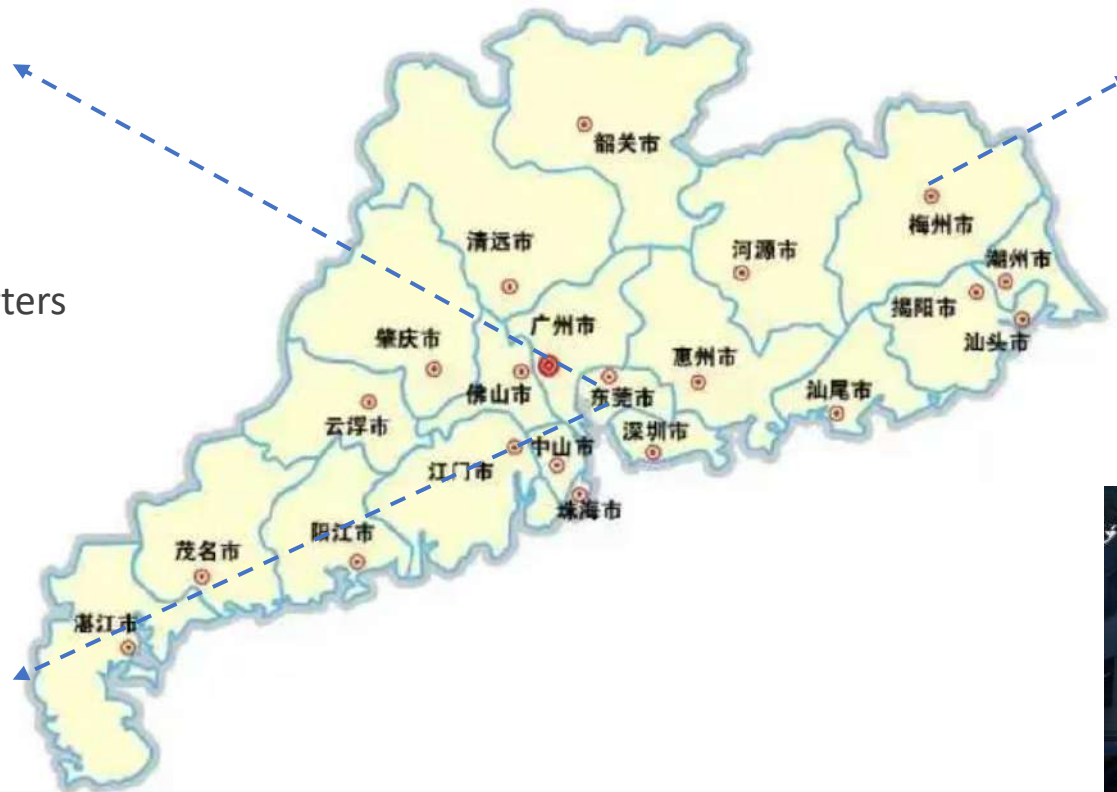 韶关市
梅州市
清远市
河源市
潮州市
ters
揭阳市
广州市
肇庆市
惠州市
汕头市
佛山市
东莞市
汕尾市
云浮市
深圳市
中山市
江门市
珠海市
阳江市
茂名市
湛江市